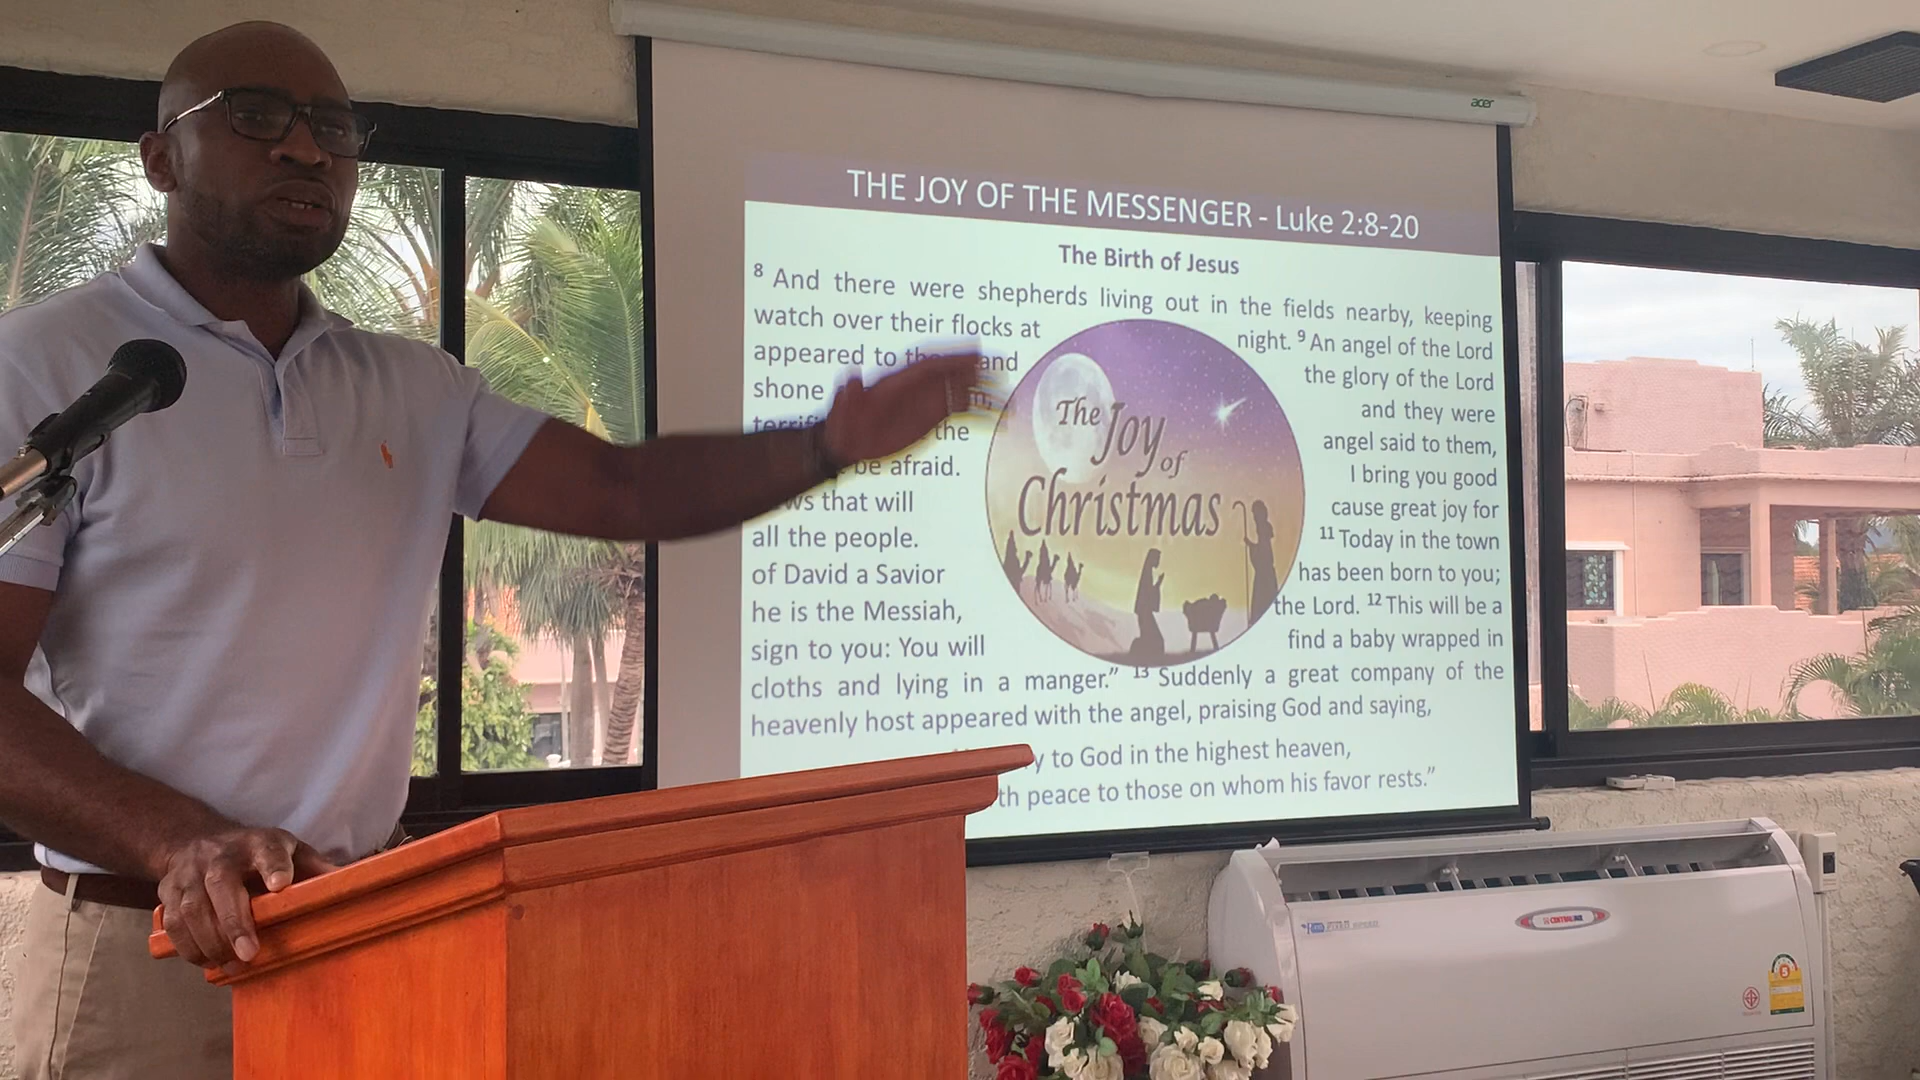 acer
THE JOY OF THE MESSENGER - Luke 2:8-20
The Birth of Jesus
8 And there were shepherds living out in the fields nearby, keeping
watch over their flocks at night. 9 An angel of the Lord
appeared to and the glory of the Lord
shone and they were
the angel said to them,
be afraid. I bring you good
that will cause great joy for
all the people. 11 Today in the town
of David a Savior has been born to you;
he is the Messiah, the Lord. 12 This will be a
sign to you: You will find a baby wrapped in
cloths and lying in a manger.” 13 Suddenly a great company of the
heavenly host appeared with the angel, praising God and saying,
to God in the highest heaven,
peace to those on whom his favor rests.”
The Joy of
Christmas
CENTRAL AIR
5